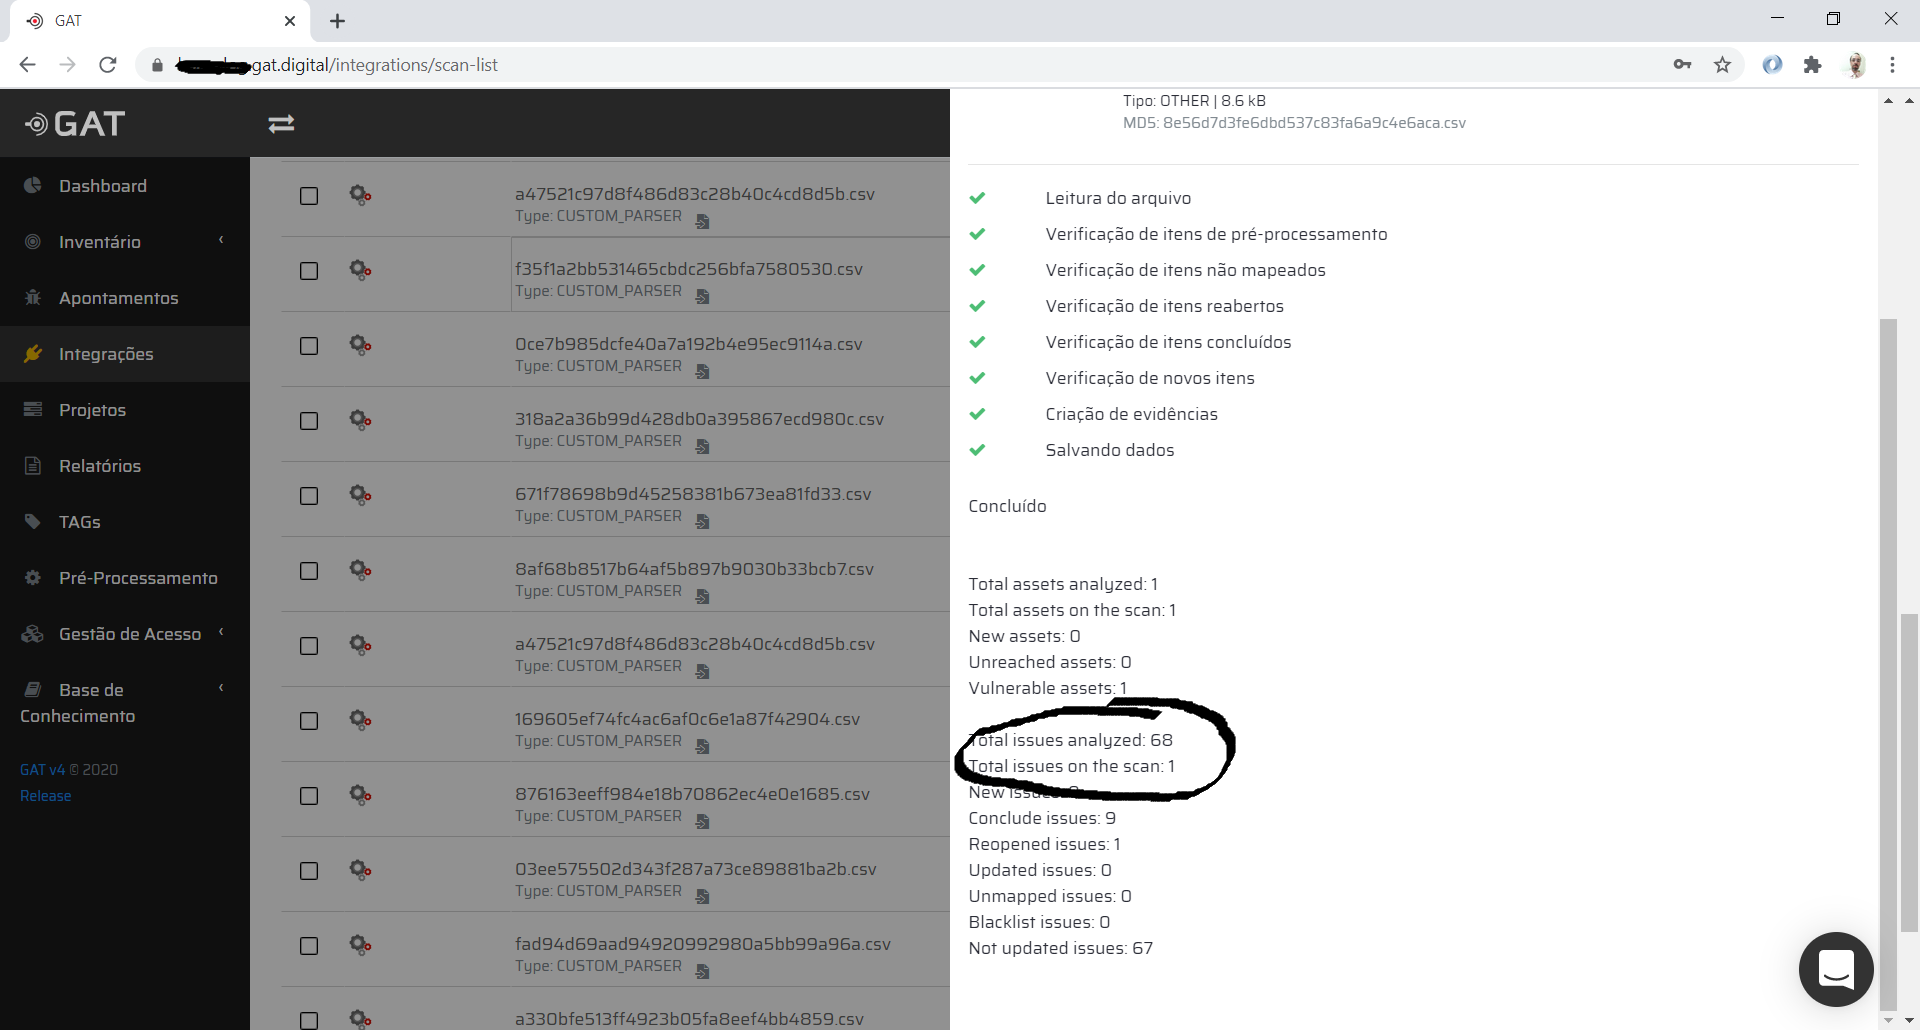 GAT
gat.digital/integrations/scan-list
GAT
Dashboard
Inventário
Apontamentos
Integrações
Projetos
Relatórios
TAGs
Pré-Processamento
Gestão de Acesso
Base de
Conhecimento
GAT v4 © 2020
Release
a47521c97d8f486d83c28b40c4cd8d5b.csv
Type: CUSTOM_PARSER
f35f1a2bb531465cbdc256bfa7580530.csv
Type: CUSTOM_PARSER
0ce7b985dcfe40a7a192b4e95ec9114a.csv
Type: CUSTOM_PARSER
318a2a36b99d428db0a395867ecd980c.csv
Type: CUSTOM_PARSER
671f78698b9d45258381b673ea81fd33.csv
Type: CUSTOM_PARSER
8af68b8517b64af5b897b9030b33bcb7.csv
Type: CUSTOM_PARSER
a47521c97d8f486d83c28b40c4cd8d5b.csv
Type: CUSTOM_PARSER
169605ef74fc4ac6af0c6e1a87f42904.csv
Type: CUSTOM_PARSER
876163eeff984e18b70862ec4e0e1685.csv
Type: CUSTOM_PARSER
03ee575502d343f287a73ce89881ba2b.csv
Type: CUSTOM_PARSER
fad94d69aad94920992980a5bb99a96a.csv
Type: CUSTOM_PARSER
a330bfe513ff4923b05fa8eef4bb4859.csv
Tipo: OTHER | 8.6 kB
MD5: 8e56d7d3fe6dbd537c83fa6a9c4e6aca.csv
Leitura do arquivo
Verificação de itens de pré-processamento
Verificação de itens não mapeados
Verificação de itens reabertos
Verificação de itens concluídos
Verificação de novos itens
Criação de evidências
Salvando dados
Concluído
Total assets analyzed: 1
Total assets on the scan: 1
New assets: 0
Unreached assets: 0
Vulnerable assets: 1
Total issues analyzed: 68
Total issues on the scan: 1
New issues:
Conclude issues: 9
Reopened issues: 1
Updated issues: 0
Unmapped issues: 0
Blacklist issues: 0
Not updated issues: 67